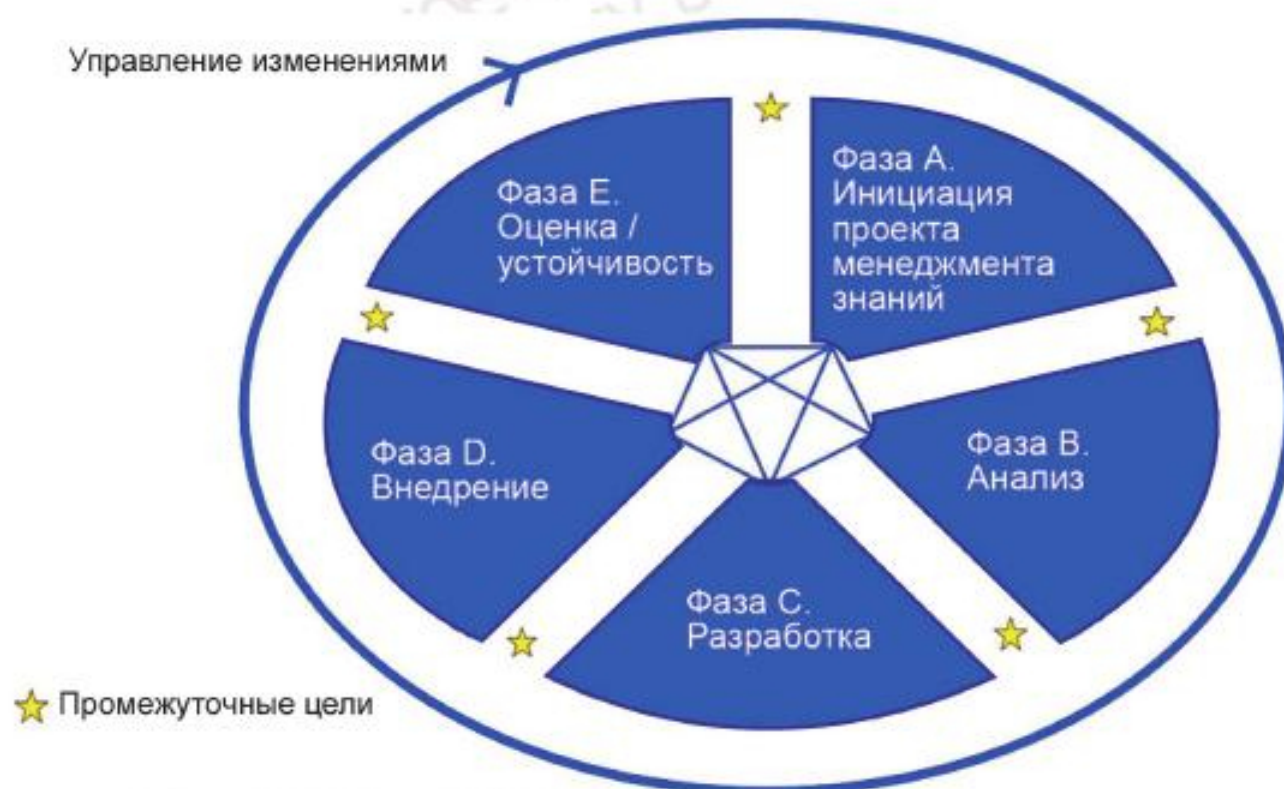 Управление изменениями
Фаза A.
Инициация
проекта
менеджмента
знаний
Фаза B.
Анализ
Фаза C.
Разработка
Фаза D.
Внедрение
Фаза E.
Оценка /
устойчивость
Промежуточные цели